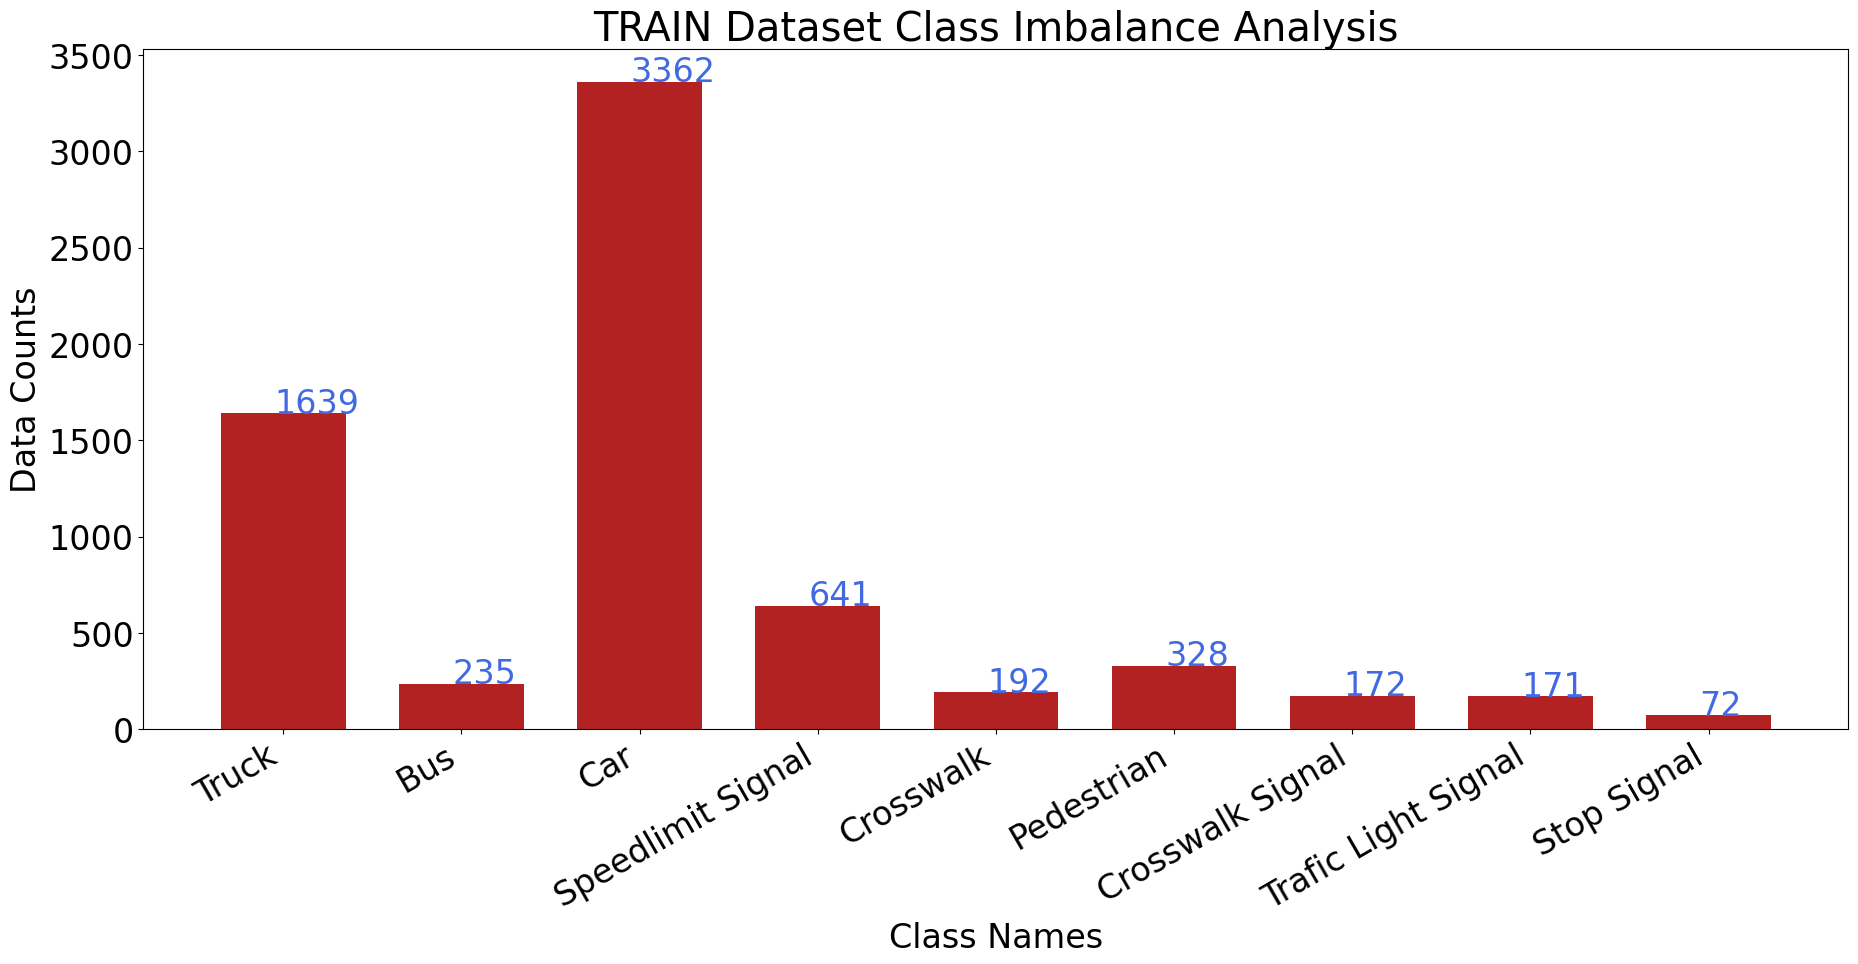 TRAIN Dataset Class Imbalance Analysis
3500
3000
2500
2000
1500
1000
500
0
Data Counts
1639
235
3362
641
192
328
172
171
72
Truck
Bus
Car
Speedlimit Signal
Crosswalk
Pedestrian
Crosswalk Signal
Trafic Light Signal
Stop Signal
Class Names